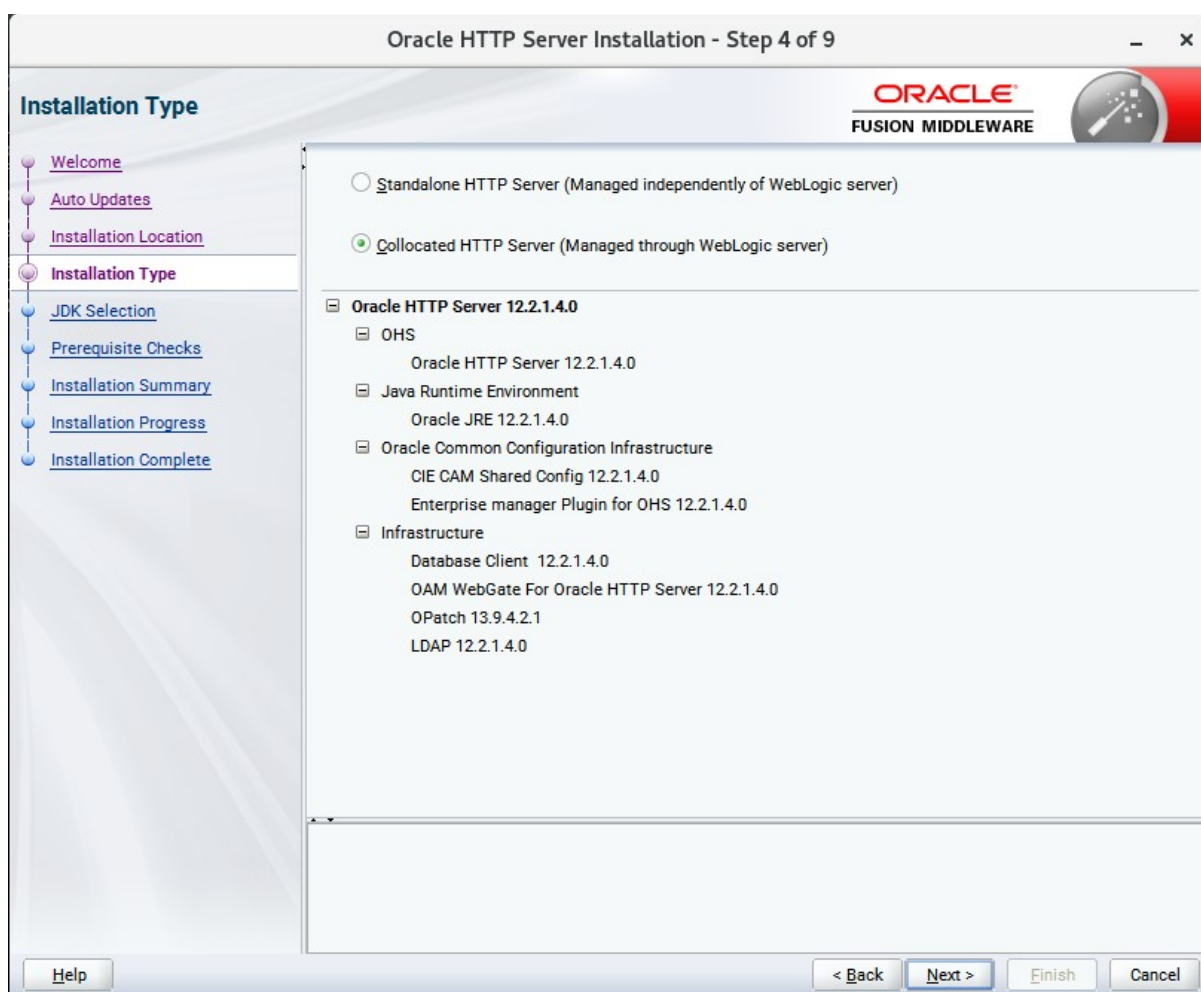 Oracle HTTP Server Installation - Step 4 of 9
Installation Type
ORACLE
FUSION MIDDLEWARE
Welcome
Auto Updates
Installation Location
Installation Type
JDK Selection
Prerequisite Checks
Installation Summary
Installation Progress
Installation Complete
Standalone HTTP Server (Managed independently of WebLogic server)
Collocated HTTP Server (Managed through WebLogic server)
Oracle HTTP Server 12.2.1.4.0
OHS
Oracle HTTP Server 12.2.1.4.0
Java Runtime Environment
Oracle JRE 12.2.1.4.0
Oracle Common Configuration Infrastructure
CIE CAM Shared Config 12.2.1.4.0
Enterprise manager Plugin for OHS 12.2.1.4.0
Infrastructure
Database Client 12.2.1.4.0
OAM WebGate For Oracle HTTP Server 12.2.1.4.0
OPatch 13.9.4.2.1
LDAP 12.2.1.4.0
Help
< Back
Next >
Finish
Cancel